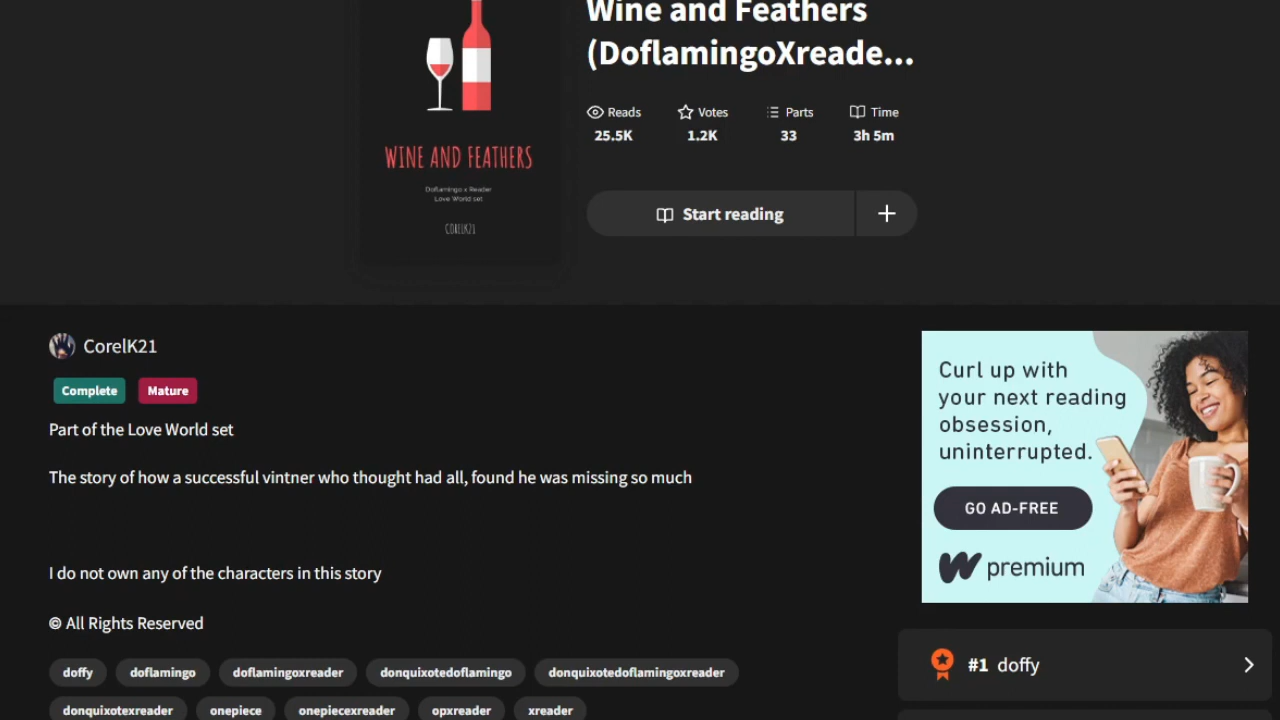 Wine and Feathers
(DoflamingoXreade...
WINE AND FEATHERS
Doflamingo x Reader
Love World set
CORELK21
Reads
Votes
Parts
Time
25.5K
1.2K
33
3h 5m
Start reading
CorelK21
Complete
Mature
Part of the Love World set
The story of how a successful vintner who thought had all, found he was missing so much
I do not own any of the characters in this story
© All Rights Reserved
doffy
doflamingo
doflamingoxreader
donquixotedoflamingo
donquixotedoflamingoxreader
donquixotexreader
onepiece
onepiecexreader
opxreader
xreader
Curl up with
your next reading
obsession,
uninterrupted.
GO AD-FREE
premium
#1 doffy